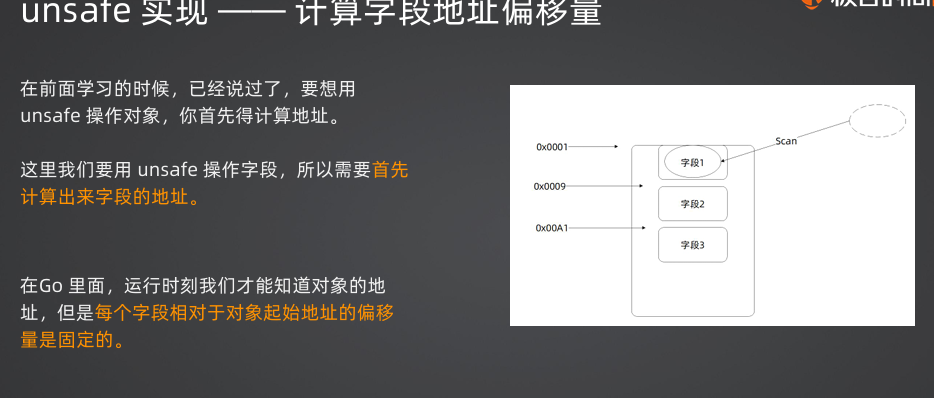 unsafe 实现 —— 计算字段地址偏移量
在前面学习的时候，已经说过了，要想用
unsafe 操作对象，你首先得计算地址。
这里我们要用 unsafe 操作字段，所以需要首先
计算出来字段的地址。
在Go 里面，运行时刻我们才能知道对象的地
址，但是每个字段相对于对象起始地址的偏移
量是固定的。
0x0001
字段1
Scan
0x0009
字段2
0x00A1
字段3